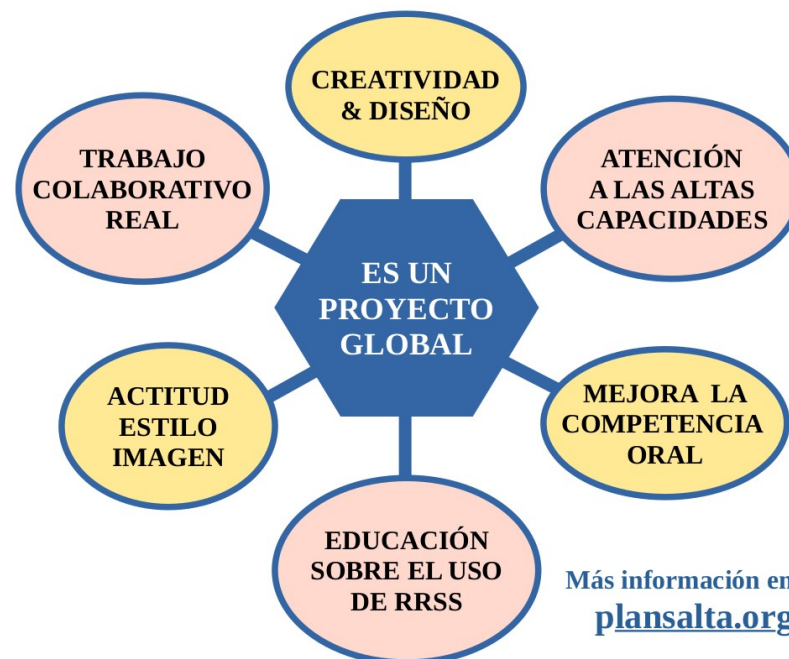 CREATIVIDAD
& DISEÑO
TRABAJO
COLABORATIVO
REAL
ATENCIÓN
A LAS ALTAS
CAPACIDADES
ES UN
PROYECTO
GLOBAL
ACTITUD
ESTILO
IMAGEN
MEJORA LA
COMPETENCIA
ORAL
EDUCACIÓN
SOBRE EL USO
DE RRSS
Más información en
plansalta.org